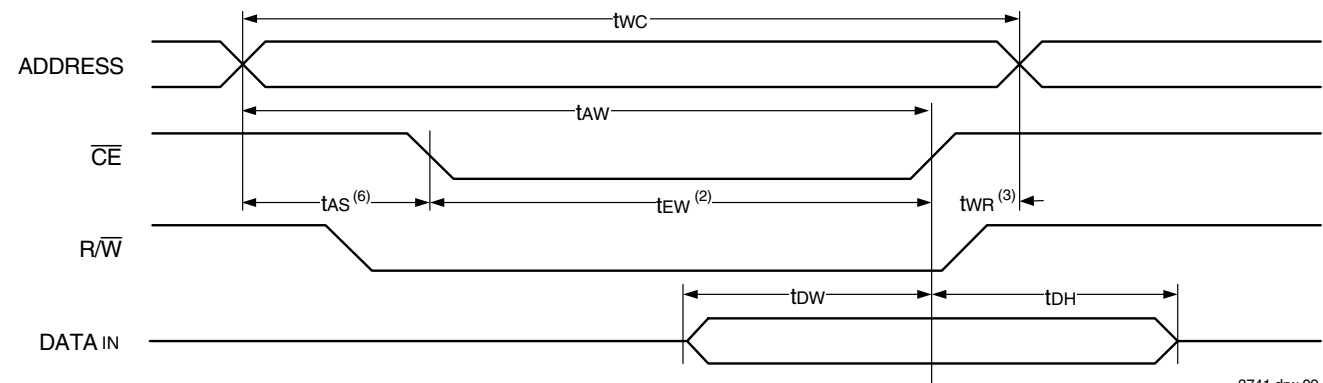 tWC
ADDRESS
tAW
CE
tAS (6)
tEW (2)
tWR (3)
R/W
tDW
tDH
DATA IN